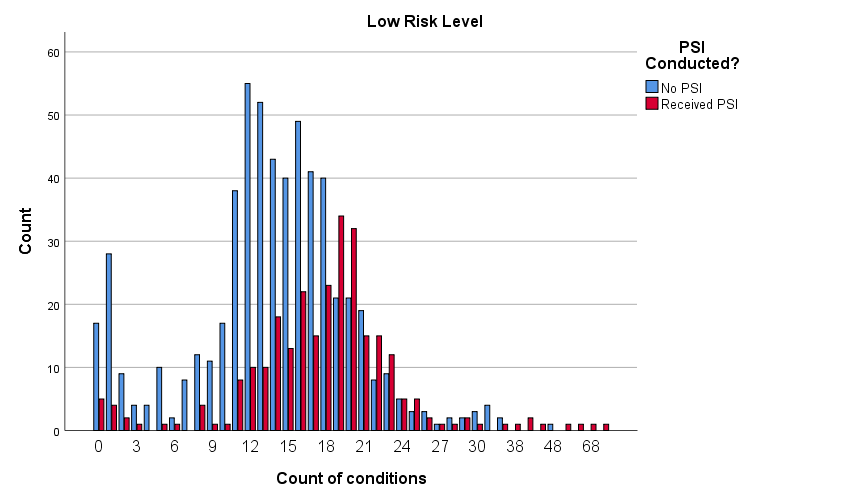 Low Risk Level
PSI
Conducted?
No PSI
Received PSI
Count
60
50
40
30
20
10
0
0 3 6 9 12 15 18 21 24 27 30 38 48 68
Count of conditions